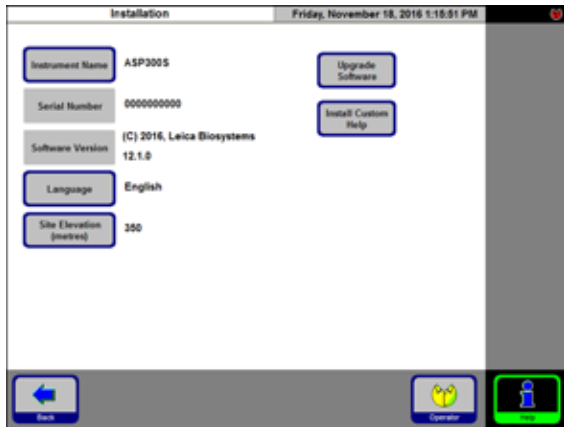 Installation
Friday, November 18, 2016 1:15:51 PM
Instrument Name
ASP300S
Upgrade
Software
Serial Number
0000000000
Install Custom
Help
Software Version
(C) 2016, Leica Biosystems
12.1.0
Language
English
Site Elevation
(metres)
350
Back
Operator
Help